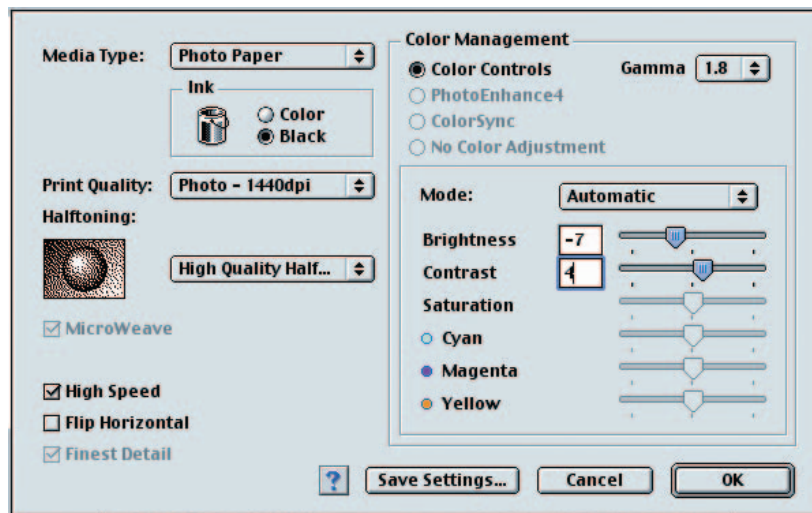 Media Type: Photo Paper
Ink
Color
Black
Print Quality: Photo - 1440dpi
Halftoning:
High Quality Half...
MicroWeave
High Speed
Flip Horizontal
Finest Detail
Color Management
Color Controls Gamma 1.8
PhotoEnhance4
ColorSync
No Color Adjustment
Mode: Automatic
Brightness -7
Contrast 4
Saturation
Cyan
Magenta
Yellow
? Save Settings... Cancel OK